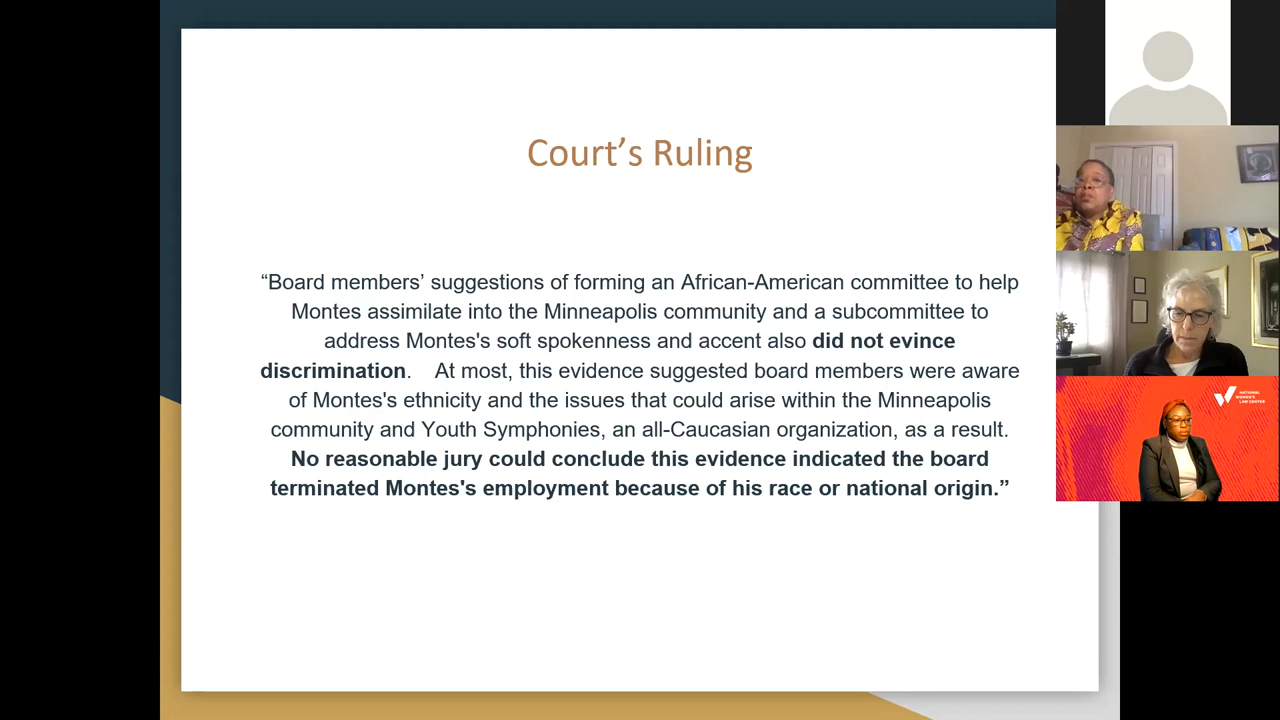 Court’s Ruling
“Board members’ suggestions of forming an African-American committee to help
Montes assimilate into the Minneapolis community and a subcommittee to
address Montes's soft spokenness and accent also did not evince
discrimination. At most, this evidence suggested board members were aware
of Montes's ethnicity and the issues that could arise within the Minneapolis
community and Youth Symphonies, an all-Caucasian organization, as a result.
No reasonable jury could conclude this evidence indicated the board
terminated Montes's employment because of his race or national origin.”
NATIONAL
WOMEN'S
LAW CENTER